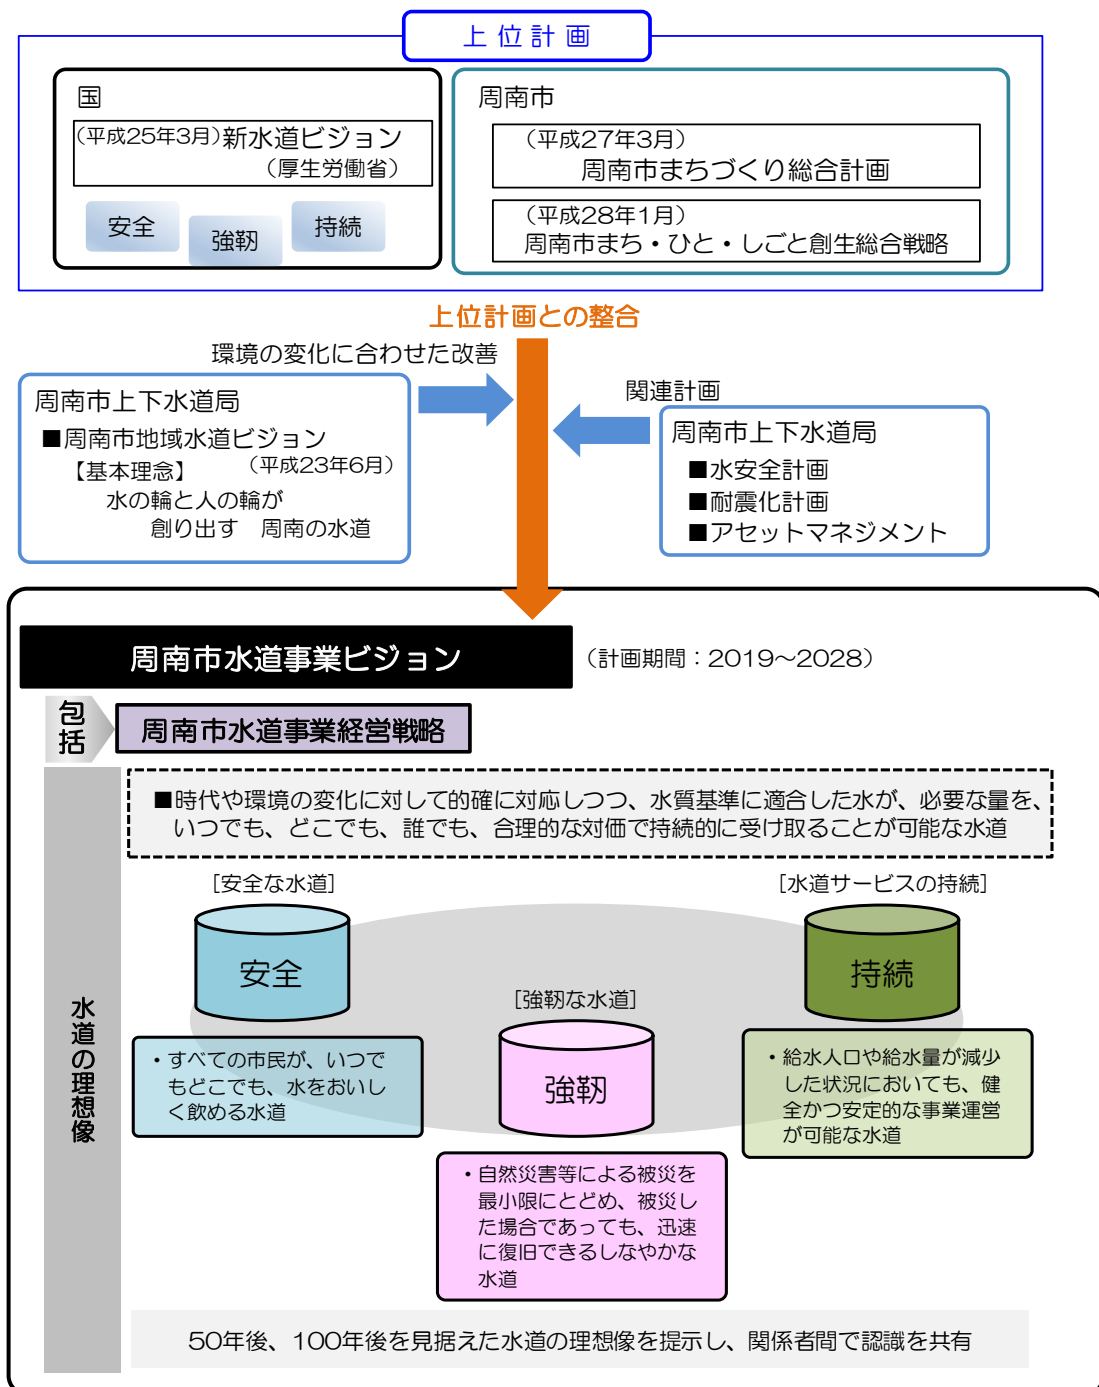 上位計画
国
(平成25年3月)新水道ビジョン
(厚生労働省)
安全
強靭
持続
周南市
(平成27年3月)
周南市まちづくり総合計画
(平成28年1月)
周南市まち・ひと・しごと創生総合戦略
上位計画との整合
環境の変化に合わせた改善
周南市上下水道局
■周南市地域水道ビジョン
【基本理念】 (平成23年6月)
水の輪と人の輪が
創り出す 周南の水道
関連計画
周南市上下水道局
■水安全計画
■耐震化計画
■アセットマネジメント
周南市水道事業ビジョン
(計画期間:2019~2028)
包括
周南市水道事業経営戦略
水道の理想像
■時代や環境の変化に対して的確に対応しつつ、水質基準に適合した水が、必要な量を、
いつでも、どこでも、誰でも、合理的な対価で持続的に受け取ることが可能な水道
[安全な水道]
安全
・すべての市民が、いつで
もどこでも、水をおいし
く飲める水道
[強靭な水道]
強靭
・自然災害等による被災を
最小限にとどめ、被災し
た場合であっても、迅速
に復旧できるしなやかな
水道
[水道サービスの持続]
持続
・給水人口や給水量が減少
した状況においても、健
全かつ安定的な事業運営
が可能な水道
50年後、100年後を見据えた水道の理想像を提示し、関係者間で認識を共有